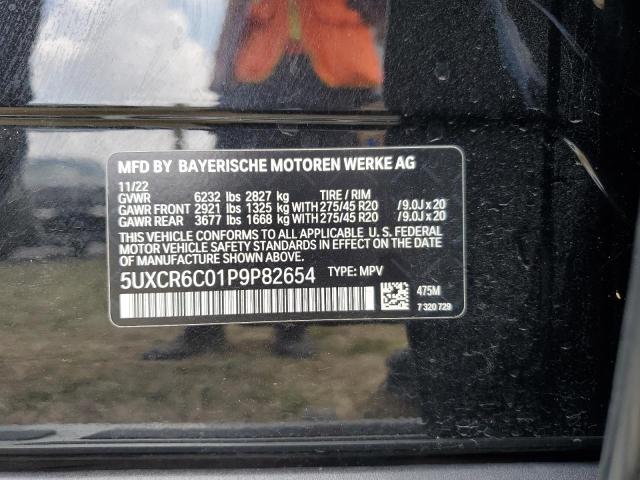 MFD BY BAYERISCHE MOTOREN WERKE AG
11/22
GVWR 6232 lbs 2827 kg TIRE / RIM
GAWR FRONT 2921 lbs 1325 kg WITH 275/45 R20 /9.0J x 20
GAWR REAR 3677 lbs 1668 kg WITH 275/45 R20 /9.0J x 20
THIS VEHICLE CONFORMS TO ALL APPLICABLE U. S. FEDERAL
MOTOR VEHICLE SAFETY STANDARDS IN EFFECT ON THE DATE
OF MANUFACTURE SHOWN ABOVE.
5UXCR6C01P9P82654 TYPE: MPV
475M
7 320 729